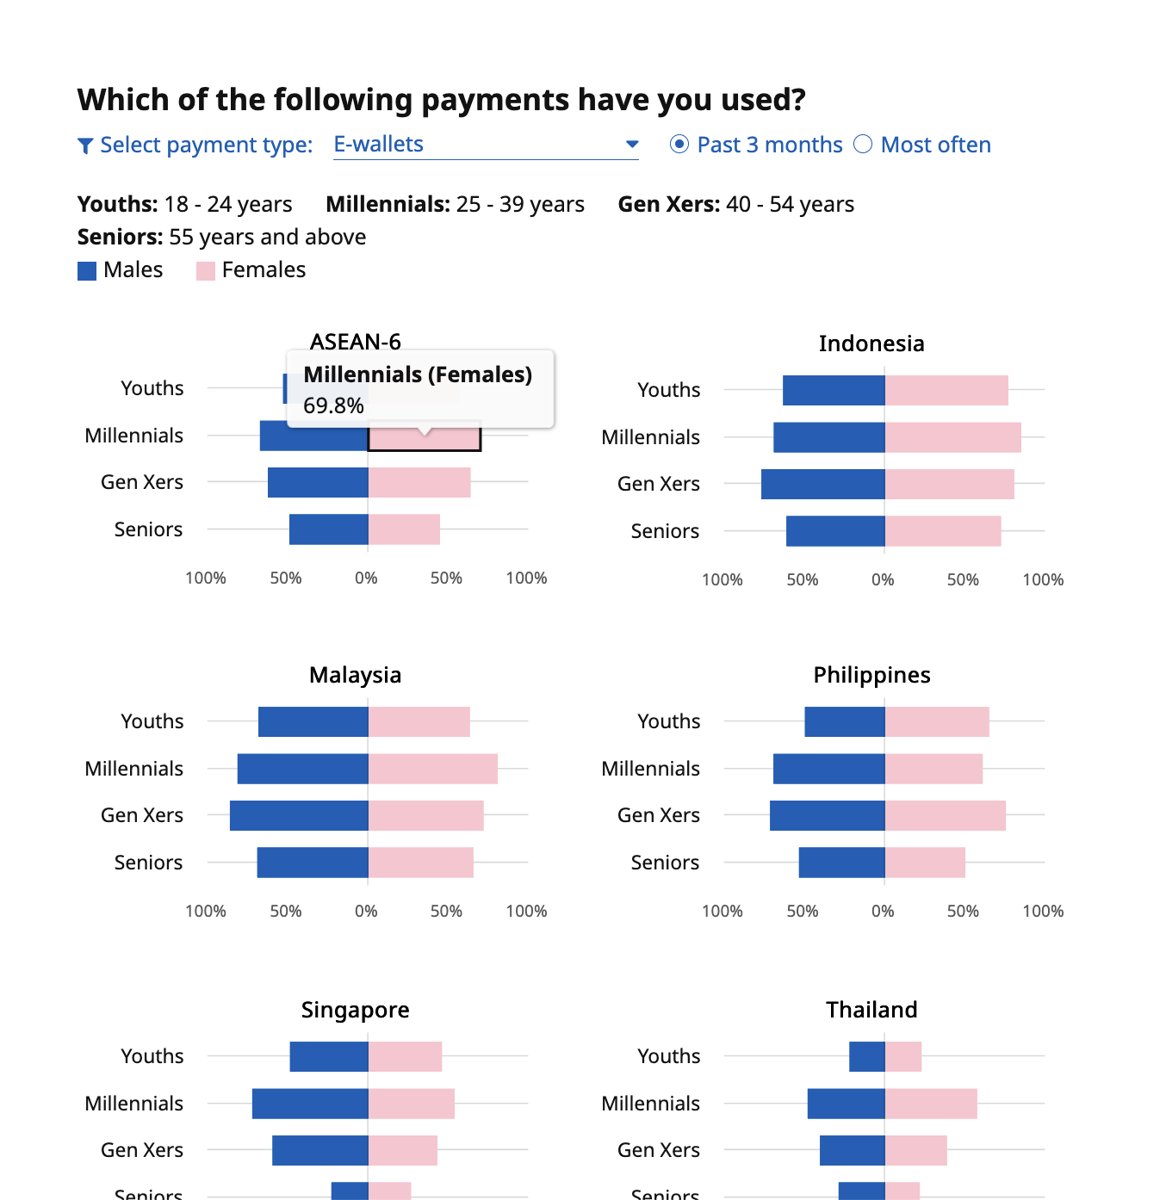 Which of the following payments have you used?
Select payment type: E-wallets Past 3 months Most often
Youths: 18 - 24 years Millennials: 25 - 39 years Gen Xers: 40 - 54 years
Seniors: 55 years and above
Males Females
ASEAN-6
Millennials (Females)
69.8%
Youths
Millennials
Gen Xers
Seniors
100% 50% 0% 50% 100%
Indonesia
Youths
Millennials
Gen Xers
Seniors
100% 50% 0% 50% 100%
Malaysia
Youths
Millennials
Gen Xers
Seniors
100% 50% 0% 50% 100%
Philippines
Youths
Millennials
Gen Xers
Seniors
100% 50% 0% 50% 100%
Singapore
Youths
Millennials
Gen Xers
Seniors
Thailand
Youths
Millennials
Gen Xers
Seniors